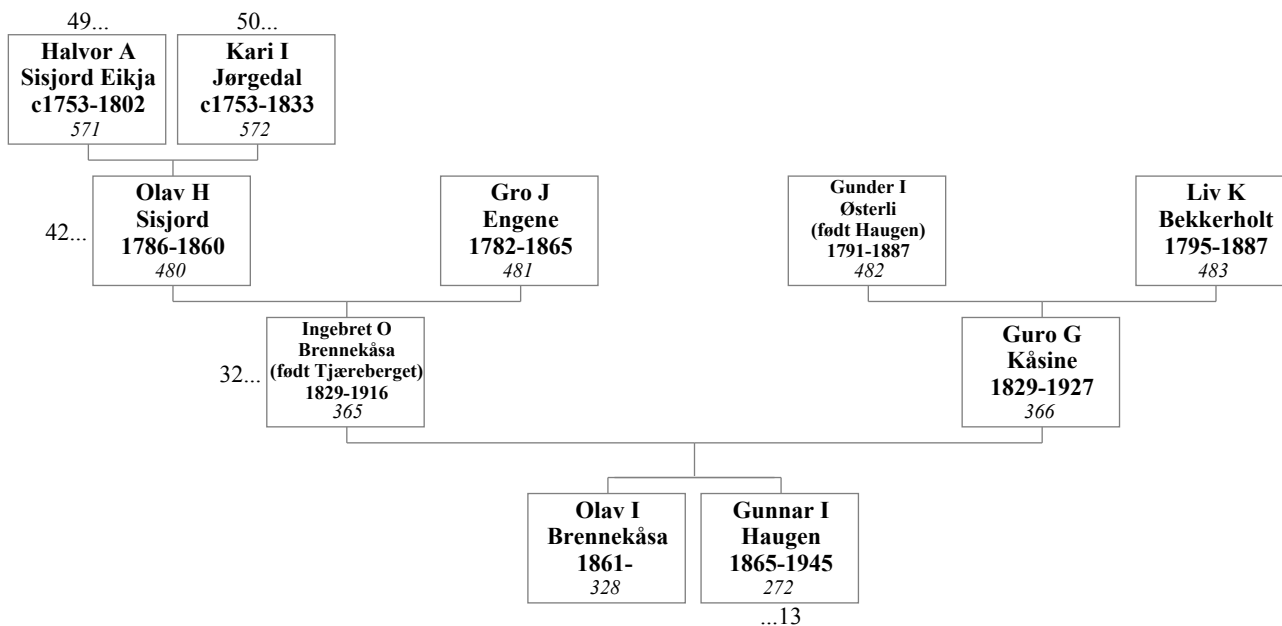 49...
50...
Halvor A
Sisjord Eikja
c1753-1802
571
Kari I
Jørgedal
c1753-1833
572
42...
Olav H
Sisjord
1786-1860
480
Gro J
Engene
1782-1865
481
Gunder I
Østerli
(født Haugen)
1791-1887
482
Liv K
Bekkerholt
1795-1887
483
32...
Ingebret O
Brennekåsa
(født Tjæreberget)
1829-1916
365
Guro G
Kåsine
1829-1927
366
Olav I
Brennekåsa
1861-
328
Gunnar I
Haugen
1865-1945
272
...13